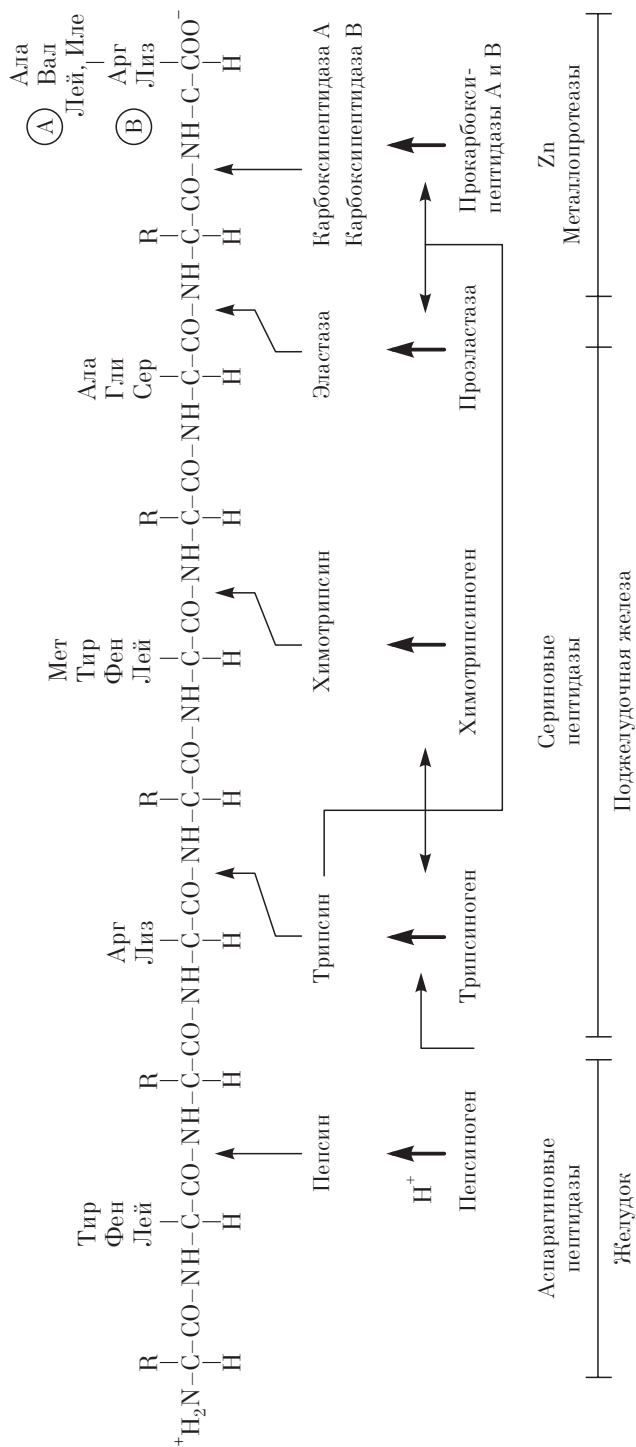 Тир
Фен
Лей
Арг
Лиз
Мет
Тир
Фен
Лей
Ала
Гли
Сер
Ⓐ
Ала
Вал
Лей, Иле
Ⓑ
Арг
Лиз
R R R R R
⁺H₂N–C–CO–NH–C–CO–NH–C–CO–NH–C–CO–NH–C–CO–NH–C–CO–NH–C–CO–NH–C–CO–NH–C–CO–NH–C–COO⁻
H H H H H H H H H H
Пепсин
Трипсин
Химотрипсин
Эластаза
Карбоксипептидаза А
Карбоксипептидаза В
H⁺
Пепсиноген
Трипсиноген
Химотрипсиноген
Проэластаза
Прокарбокси-
пептидазы А и В
Аспарагиновые
пептидазы
Сериновые
пептидазы
Zn
Металлопротеазы
Желудок
Поджелудочная железа